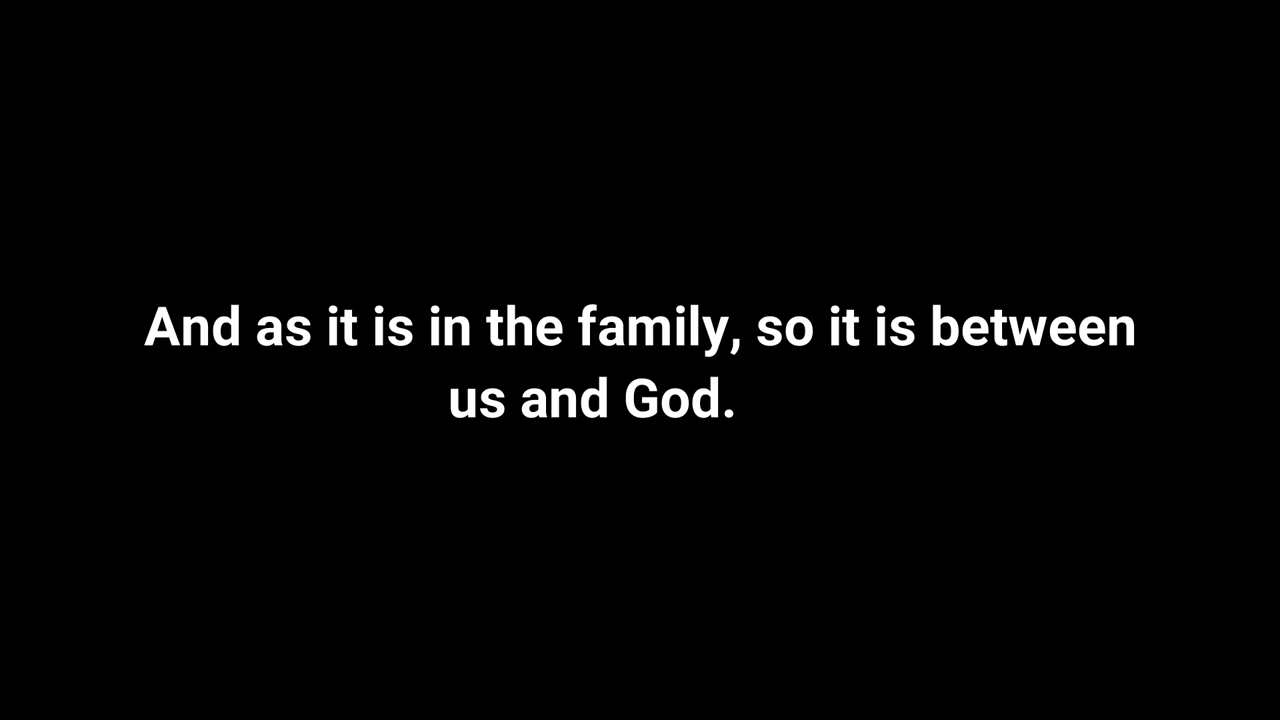 And as it is in the family, so it is between
us and God.